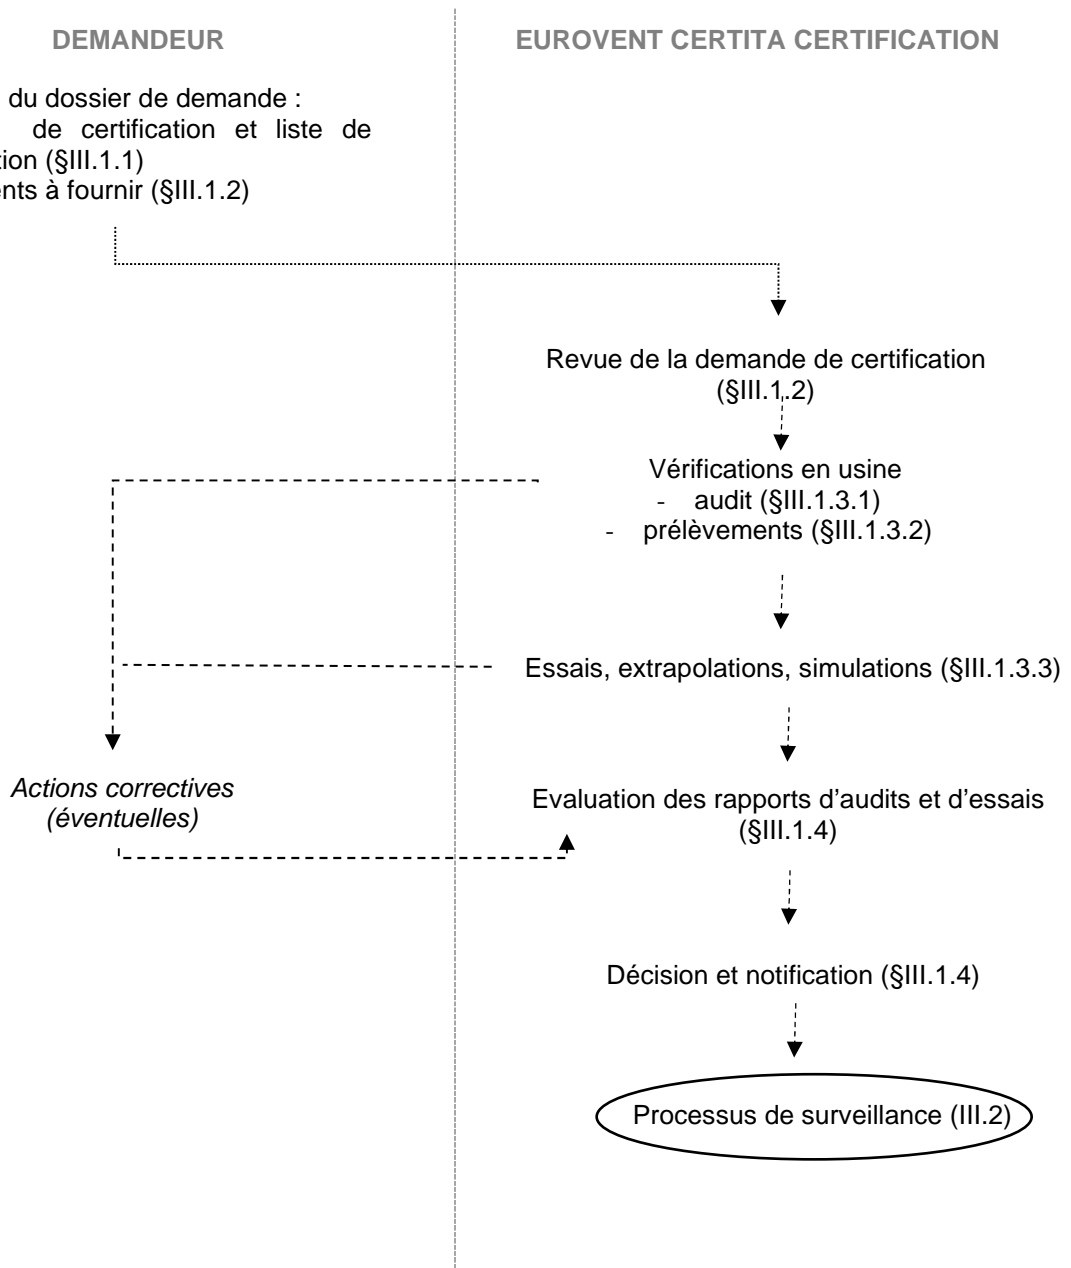 DEMANDEUR
EUROVENT CERTITA CERTIFICATION
du dossier de demande :
de certification et liste de
(§III.1.1)
à fournir (§III.1.2)
Revue de la demande de certification
(§III.1.2)
Vérifications en usine
- audit (§III.1.3.1)
- prélèvements (§III.1.3.2)
Essais, extrapolations, simulations (§III.1.3.3)
Actions correctives
(éventuelles)
Evaluation des rapports d’audits et d’essais
(§III.1.4)
Décision et notification (§III.1.4)
Processus de surveillance (III.2)